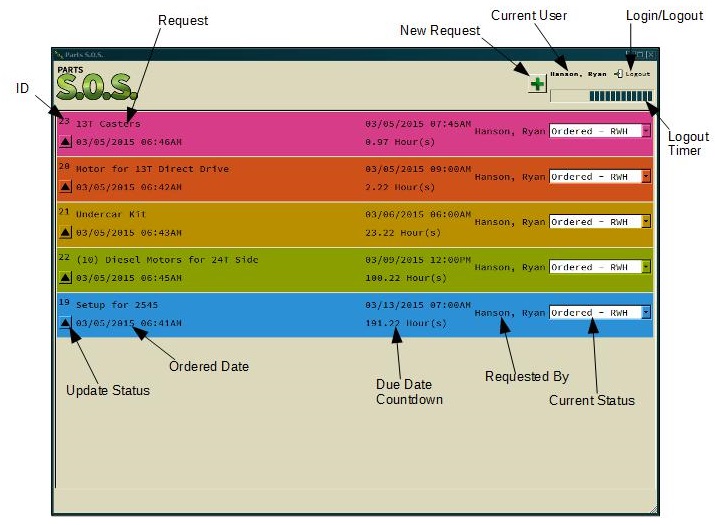 Request
New Request
Current User
Login/Logout
ID
Parts S.O.S.
PARTS
S.O.S.
Hanson, Ryan
Logout
Logout
Timer
23 13T Casters 03/05/2015 07:45AM Hanson, Ryan Ordered - RWH
03/05/2015 06:46AM 0.97 Hour(s)
20 Motor for 13T Direct Drive 03/05/2015 09:00AM Hanson, Ryan Ordered - RWH
03/05/2015 06:42AM 2.22 Hour(s)
21 Undercar Kit 03/06/2015 06:00AM Hanson, Ryan Ordered - RWH
03/05/2015 06:43AM 23.22 Hour(s)
22 (10) Diesel Motors for 24T Side 03/09/2015 12:00PM Hanson, Ryan Ordered - RWH
03/05/2015 06:45AM 100.22 Hour(s)
19 Setup for 2545 03/13/2015 07:00AM Hanson, Ryan Ordered - RWH
03/05/2015 06:41AM 191.22 Hour(s)
Update Status
Ordered Date
Due Date
Countdown
Requested By
Current Status